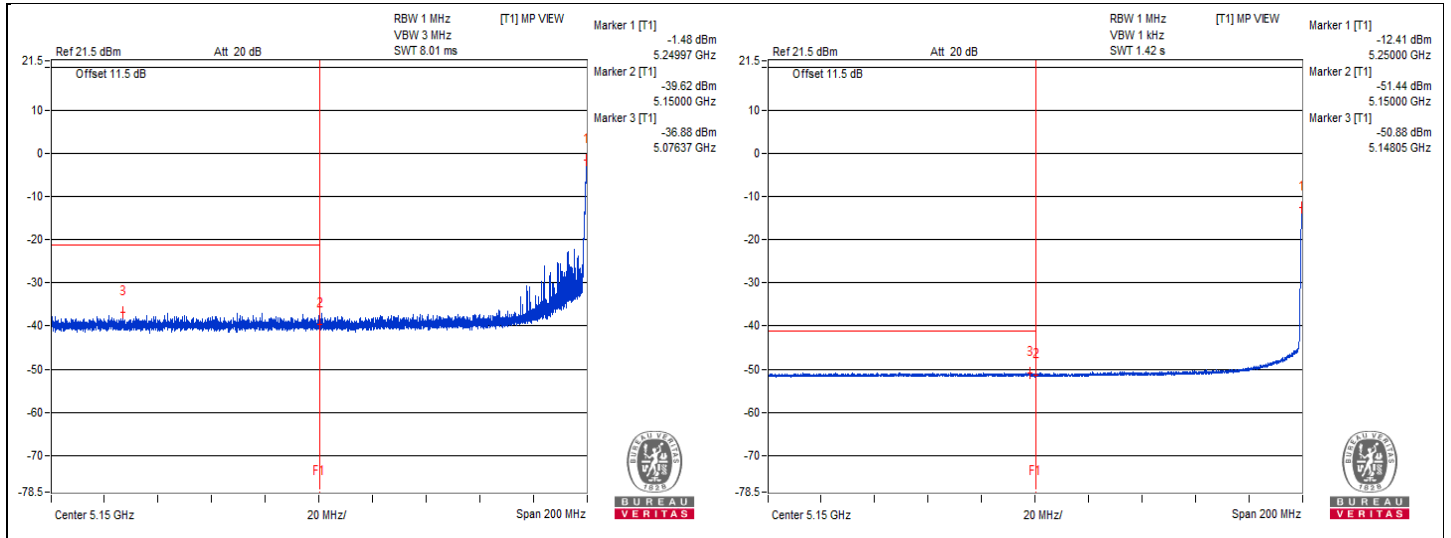 RBW 1 MHz [T1] MP VIEW
VBW 3 MHz
Ref 21.5 dBm Att 20 dB SWT 8.01 ms
Marker 1 [T1]
-1.48 dBm
5.24997 GHz
Marker 2 [T1]
-39.62 dBm
5.15000 GHz
Marker 3 [T1]
-36.88 dBm
5.07637 GHz
21.5
Offset 11.5 dB
10
0
-10
-20
-30
-40
-50
-60
-70
-78.5
1
3
2
F1
Center 5.15 GHz 20 MHz/ Span 200 MHz
BUREAU VERITAS
1828
BUREAU
VERITAS
RBW 1 MHz [T1] MP VIEW
VBW 1 kHz
Ref 21.5 dBm Att 20 dB SWT 1.42 s
Marker 1 [T1]
-12.41 dBm
5.25000 GHz
Marker 2 [T1]
-51.44 dBm
5.15000 GHz
Marker 3 [T1]
-50.88 dBm
5.14805 GHz
21.5
Offset 11.5 dB
10
0
-10
-20
-30
-40
-50
-60
-70
-78.5
1
3 2
F1
Center 5.15 GHz 20 MHz/ Span 200 MHz
BUREAU VERITAS
1828
BUREAU
VERITAS